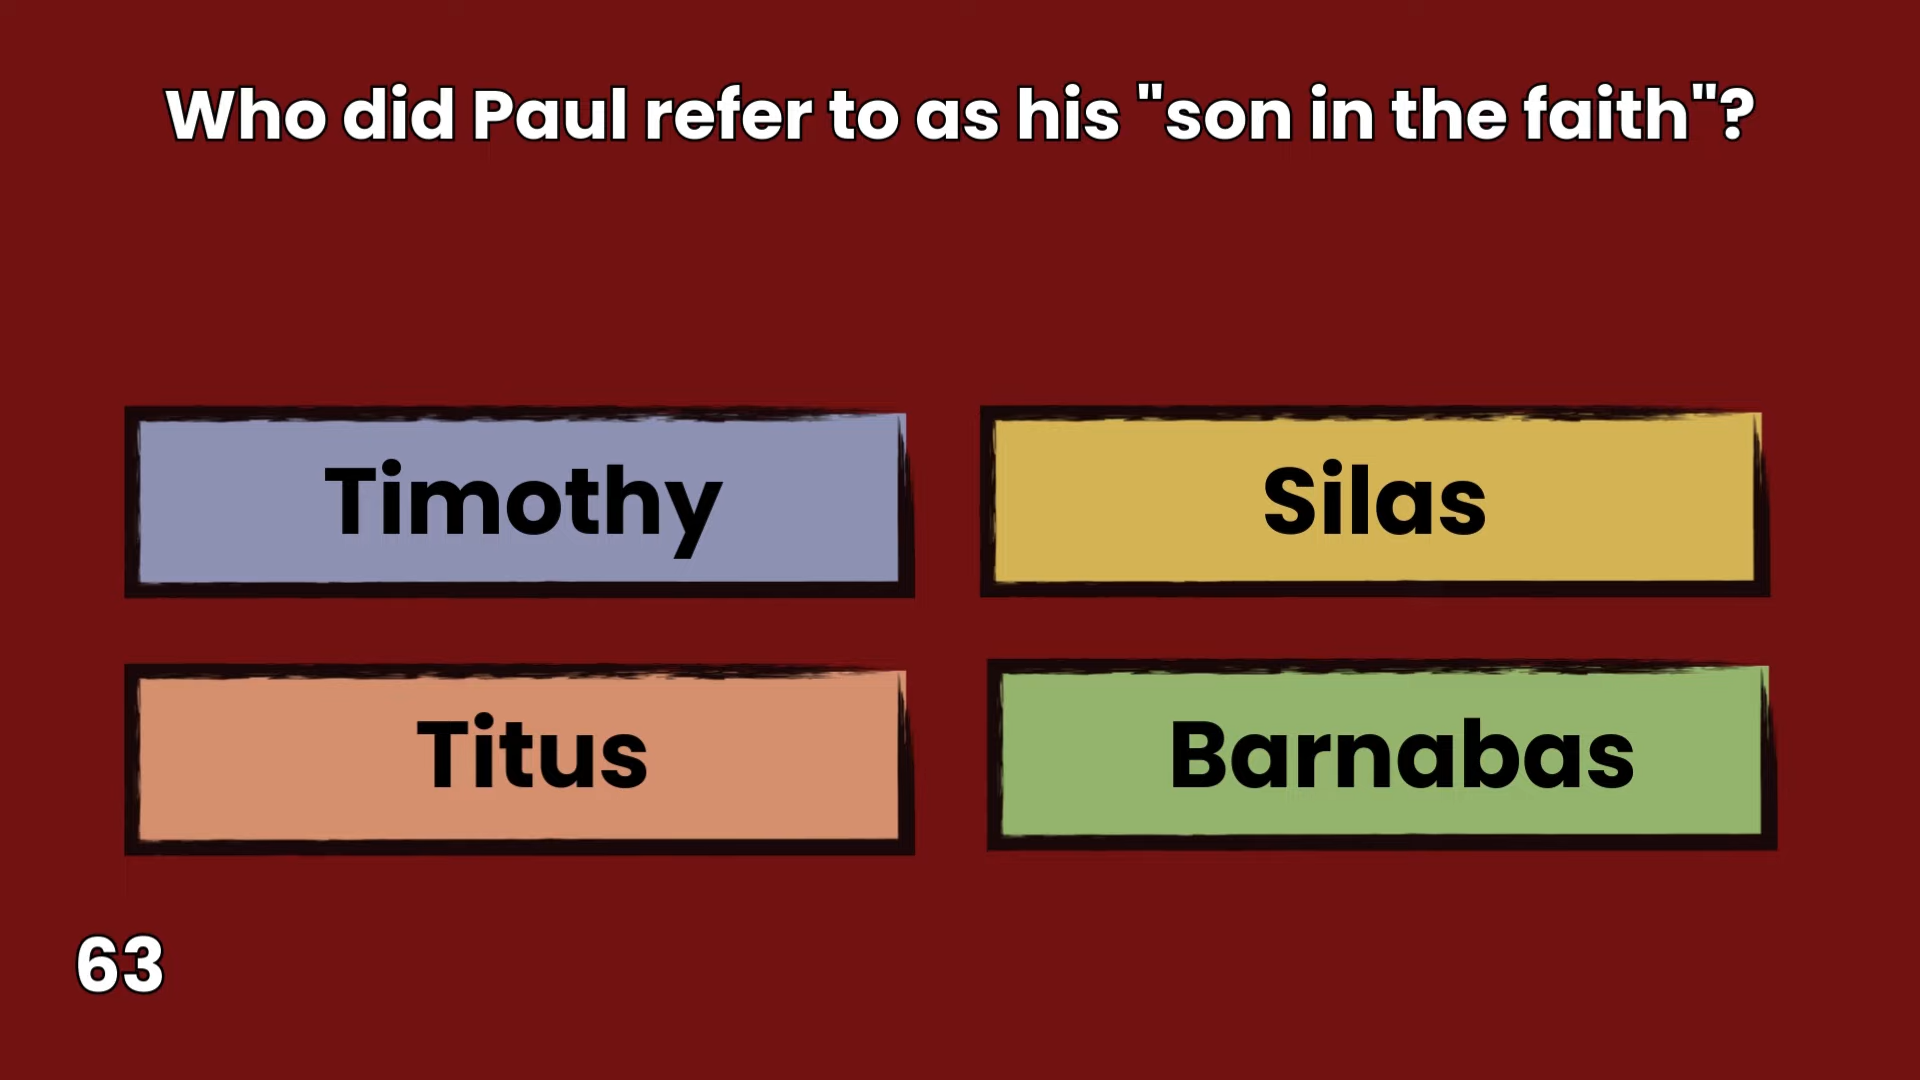 Who did Paul refer to as his "son in the faith"?
Timothy
Silas
Titus
Barnabas
63